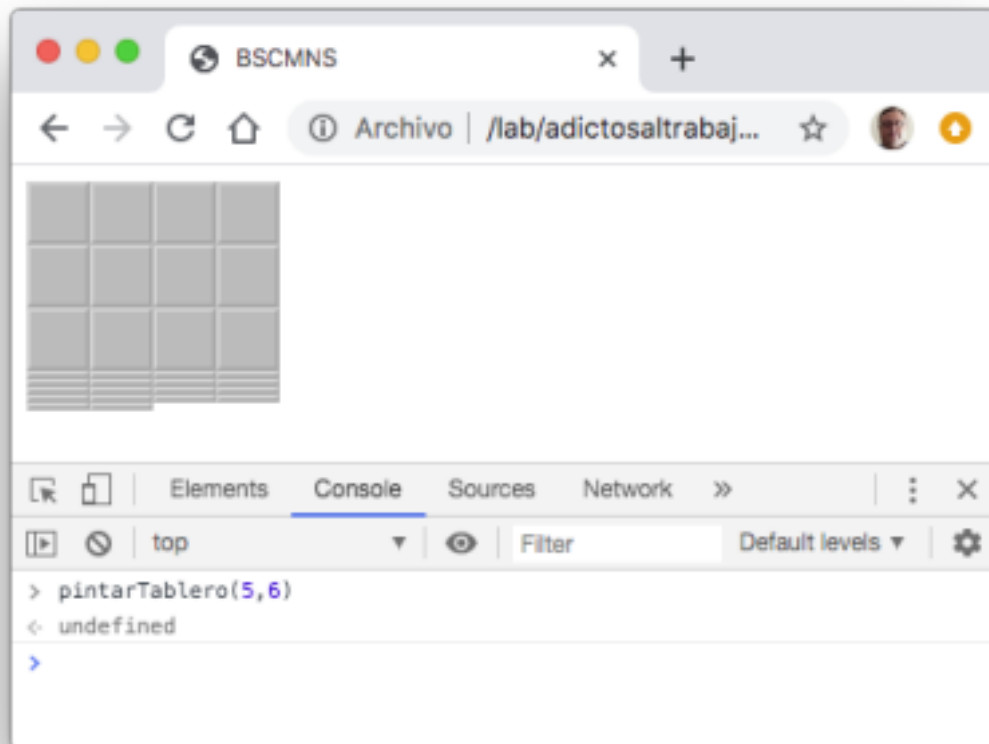 BSCMNS
Archivo /lab/adictosaltrabaj...
Elements Console Sources Network »
top Filter Default levels
> pintarTablero(5,6)
undefined
>